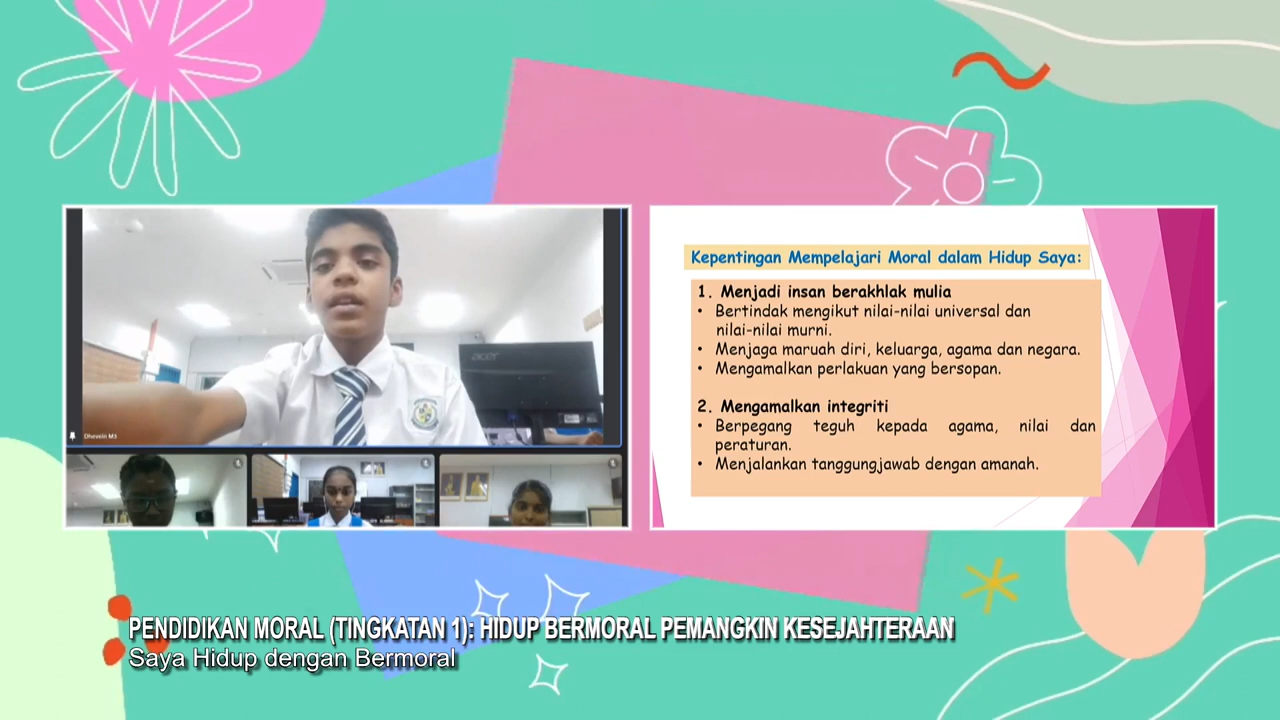 acer
Dhevein M3
Kepentingan Mempelajari Moral dalam Hidup Saya:
1. Menjadi insan berakhlak mulia
• Bertindak mengikut nilai-nilai universal dan
nilai-nilai murni.
• Menjaga maruah diri, keluarga, agama dan negara.
• Mengamalkan perlakuan yang bersopan.
2. Mengamalkan integriti
• Berpegang teguh kepada agama, nilai dan
peraturan.
• Menjalankan tanggungjawab dengan amanah.
PENDIDIKAN MORAL (TINGKATAN 1): HIDUP BERMORAL PEMANGKIN KESEJAHTERAAN
Saya Hidup dengan Bermoral